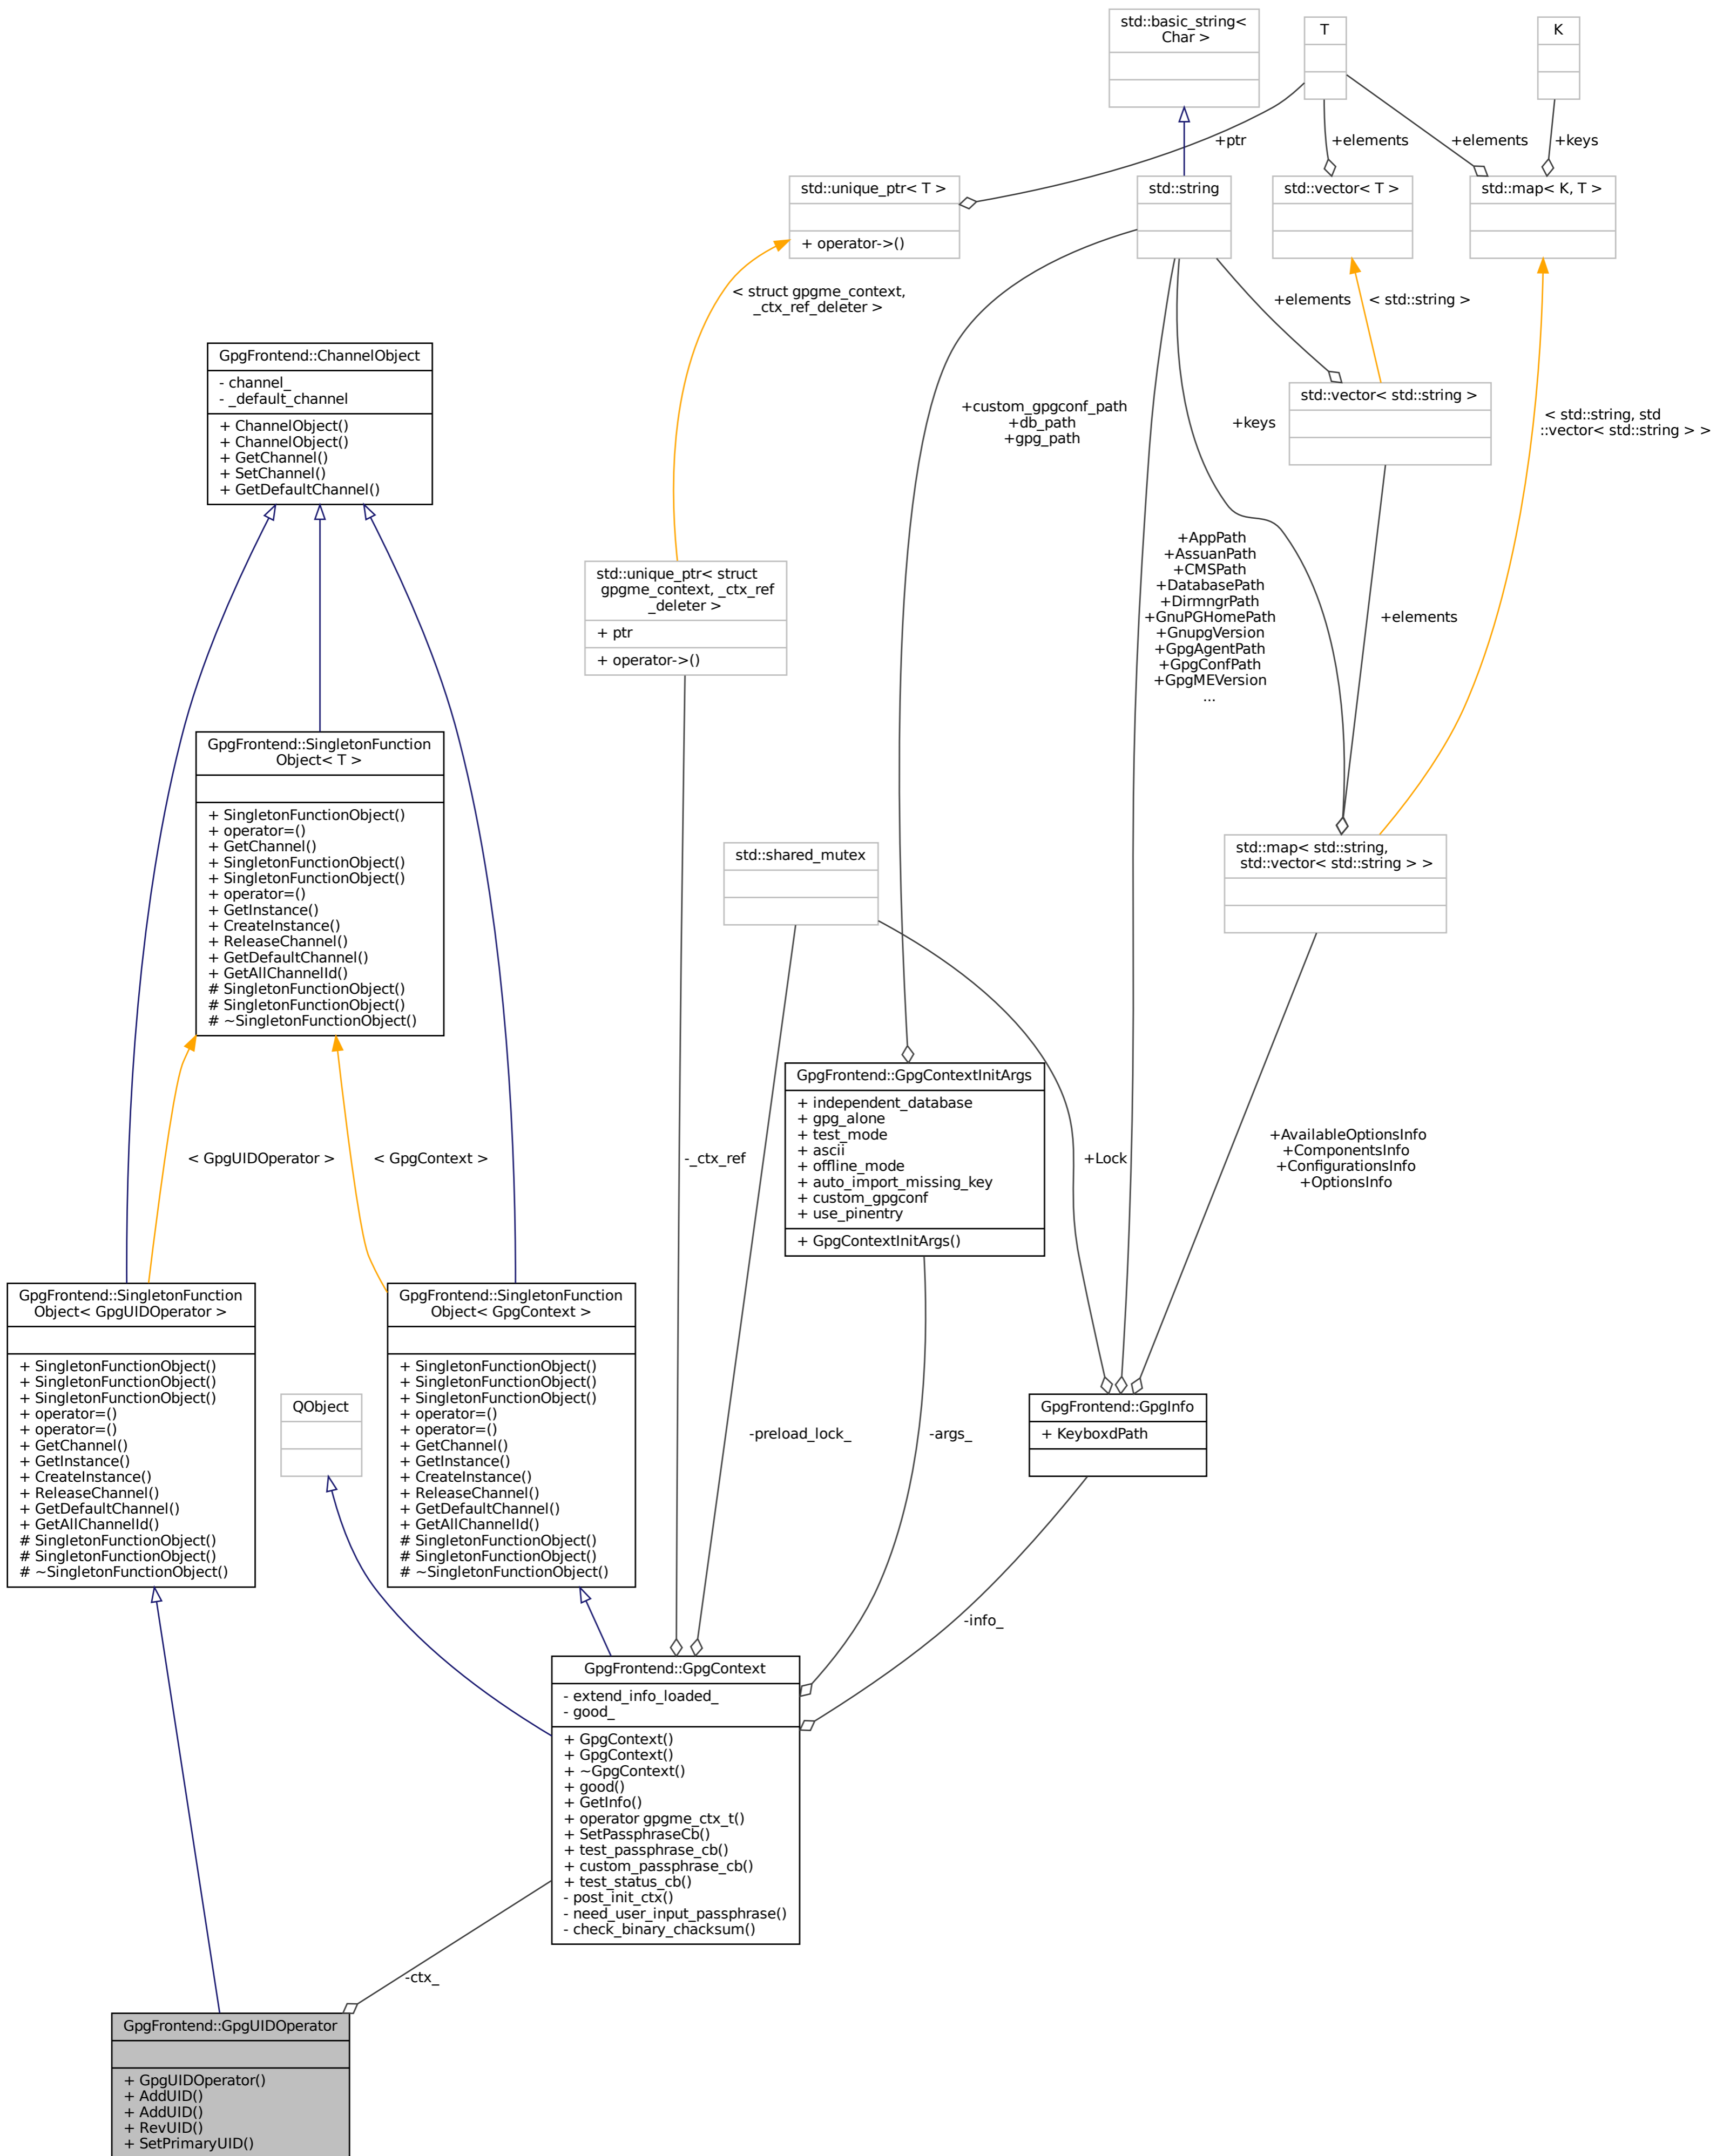 std::basic_string<
Char >
T
K
+ptr
+elements
+elements
+keys
std::unique_ptr< T >
+ operator->()
std::string
std::vector< T >
std::map< K, T >
< struct gpgme_context,
_ctx_ref_deleter >
+elements
< std::string >
GpgFrontend::ChannelObject
- channel_
- _default_channel
+ ChannelObject()
+ ChannelObject()
+ GetChannel()
+ SetChannel()
+ GetDefaultChannel()
+custom_gpgconf_path
+db_path
+gpg_path
+keys
std::vector< std::string >
< std::string, std
::vector< std::string > >
std::unique_ptr< struct
gpgme_context, _ctx_ref
_deleter >
+ ptr
+ operator->()
+AppPath
+AssuanPath
+CMSPath
+DatabasePath
+DirmngrPath
+GnuPGHomePath
+GnupgVersion
+GpgAgentPath
+GpgConfPath
+GpgMEVersion
...
+elements
GpgFrontend::SingletonFunction
Object< T >
+ SingletonFunctionObject()
+ operator=()
+ GetChannel()
+ SingletonFunctionObject()
+ SingletonFunctionObject()
+ operator=()
+ GetInstance()
+ CreateInstance()
+ ReleaseChannel()
+ GetDefaultChannel()
+ GetAllChannelId()
# SingletonFunctionObject()
# SingletonFunctionObject()
# ~SingletonFunctionObject()
std::shared_mutex
std::map< std::string,
std::vector< std::string > >
< GpgUIDOperator >
< GpgContext >
-_ctx_ref
GpgFrontend::GpgContextInitArgs
+ independent_database
+ gpg_alone
+ test_mode
+ ascii
+ offline_mode
+ auto_import_missing_key
+ custom_gpgconf
+ use_pinentry
+ GpgContextInitArgs()
+Lock
+AvailableOptionsInfo
+ComponentsInfo
+ConfigurationsInfo
+OptionsInfo
GpgFrontend::SingletonFunction
Object< GpgUIDOperator >
+ SingletonFunctionObject()
+ SingletonFunctionObject()
+ SingletonFunctionObject()
+ operator=()
+ operator=()
+ GetChannel()
+ GetInstance()
+ CreateInstance()
+ ReleaseChannel()
+ GetDefaultChannel()
+ GetAllChannelId()
# SingletonFunctionObject()
# SingletonFunctionObject()
# ~SingletonFunctionObject()
QObject
GpgFrontend::SingletonFunction
Object< GpgContext >
+ SingletonFunctionObject()
+ SingletonFunctionObject()
+ SingletonFunctionObject()
+ operator=()
+ operator=()
+ GetChannel()
+ GetInstance()
+ CreateInstance()
+ ReleaseChannel()
+ GetDefaultChannel()
+ GetAllChannelId()
# SingletonFunctionObject()
# SingletonFunctionObject()
# ~SingletonFunctionObject()
-preload_lock_
-args_
GpgFrontend::GpgInfo
+ KeyboxdPath
-info_
GpgFrontend::GpgContext
- extend_info_loaded_
- good_
+ GpgContext()
+ GpgContext()
+ ~GpgContext()
+ good()
+ GetInfo()
+ operator gpgme_ctx_t()
+ SetPassphraseCb()
+ test_passphrase_cb()
+ custom_passphrase_cb()
+ test_status_cb()
- post_init_ctx()
- need_user_input_passphrase()
- check_binary_chacksum()
-ctx_
GpgFrontend::GpgUIDOperator
+ GpgUIDOperator()
+ AddUID()
+ AddUID()
+ RevUID()
+ SetPrimaryUID()